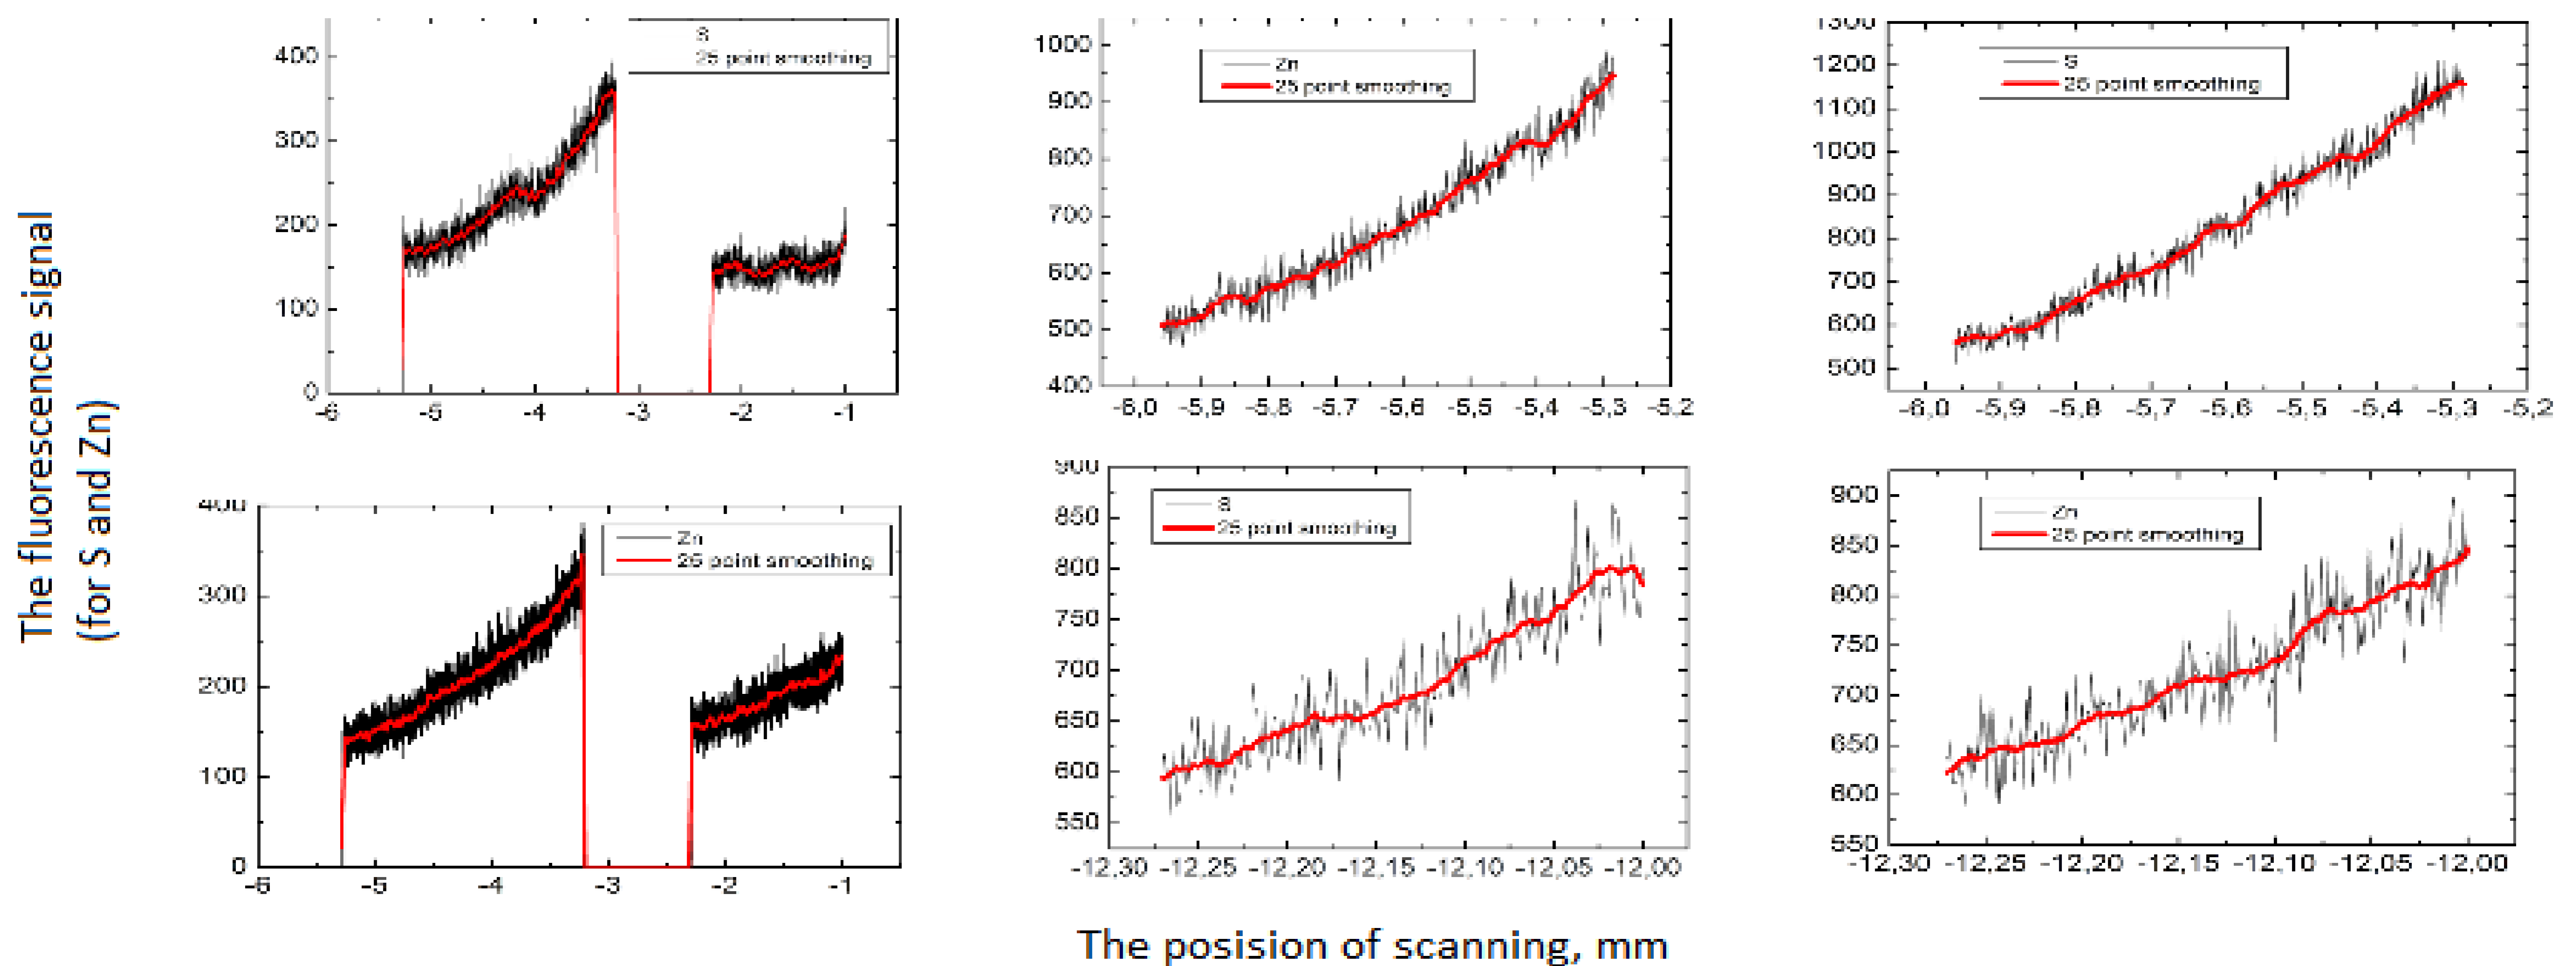 The fluorescence signal
(for S and Zn)
S
25 point smoothing
400
300
200
100
0
-6 -5 -4 -3 -2 -1
Zn
25 point smoothing
1000
900
800
700
600
500
400
-6,0 -5,9 -5,8 -5,7 -5,6 -5,5 -5,4 -5,3 -5,2
S
25 point smoothing
1300
1200
1100
1000
900
800
700
600
500
-6,0 -5,9 -5,8 -5,7 -5,6 -5,5 -5,4 -5,3 -5,2
Zn
25 point smoothing
400
300
200
100
0
-6 -5 -4 -3 -2 -1
S
25 point smoothing
900
850
800
750
700
650
600
550
-12,30 -12,25 -12,20 -12,15 -12,10 -12,05 -12,00
Zn
25 point smoothing
900
850
800
750
700
650
600
550
-12,30 -12,25 -12,20 -12,15 -12,10 -12,05 -12,00
The posision of scanning, mm